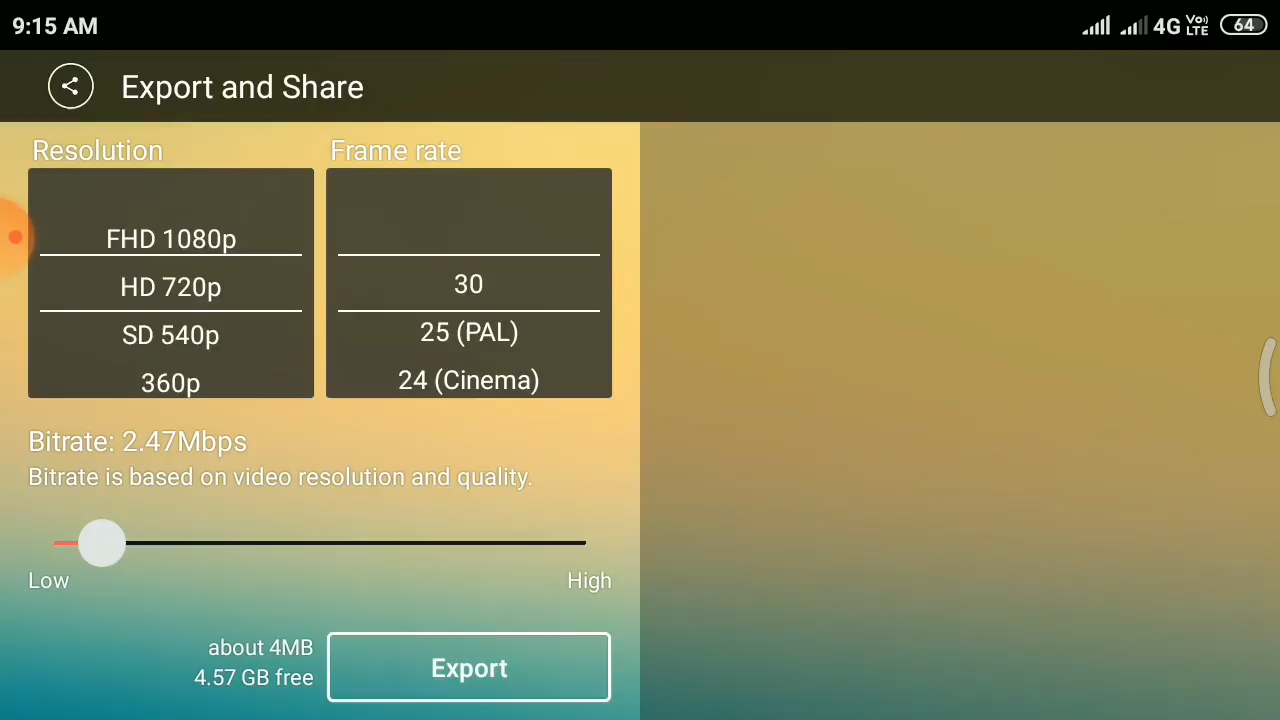 9:15 AM
4G Vo) LTE 64
Export and Share
Resolution
Frame rate
FHD 1080p
HD 720p
SD 540p
360p
30
25 (PAL)
24 (Cinema)
Bitrate: 2.47Mbps
Bitrate is based on video resolution and quality.
Low
High
about 4MB
4.57 GB free
Export